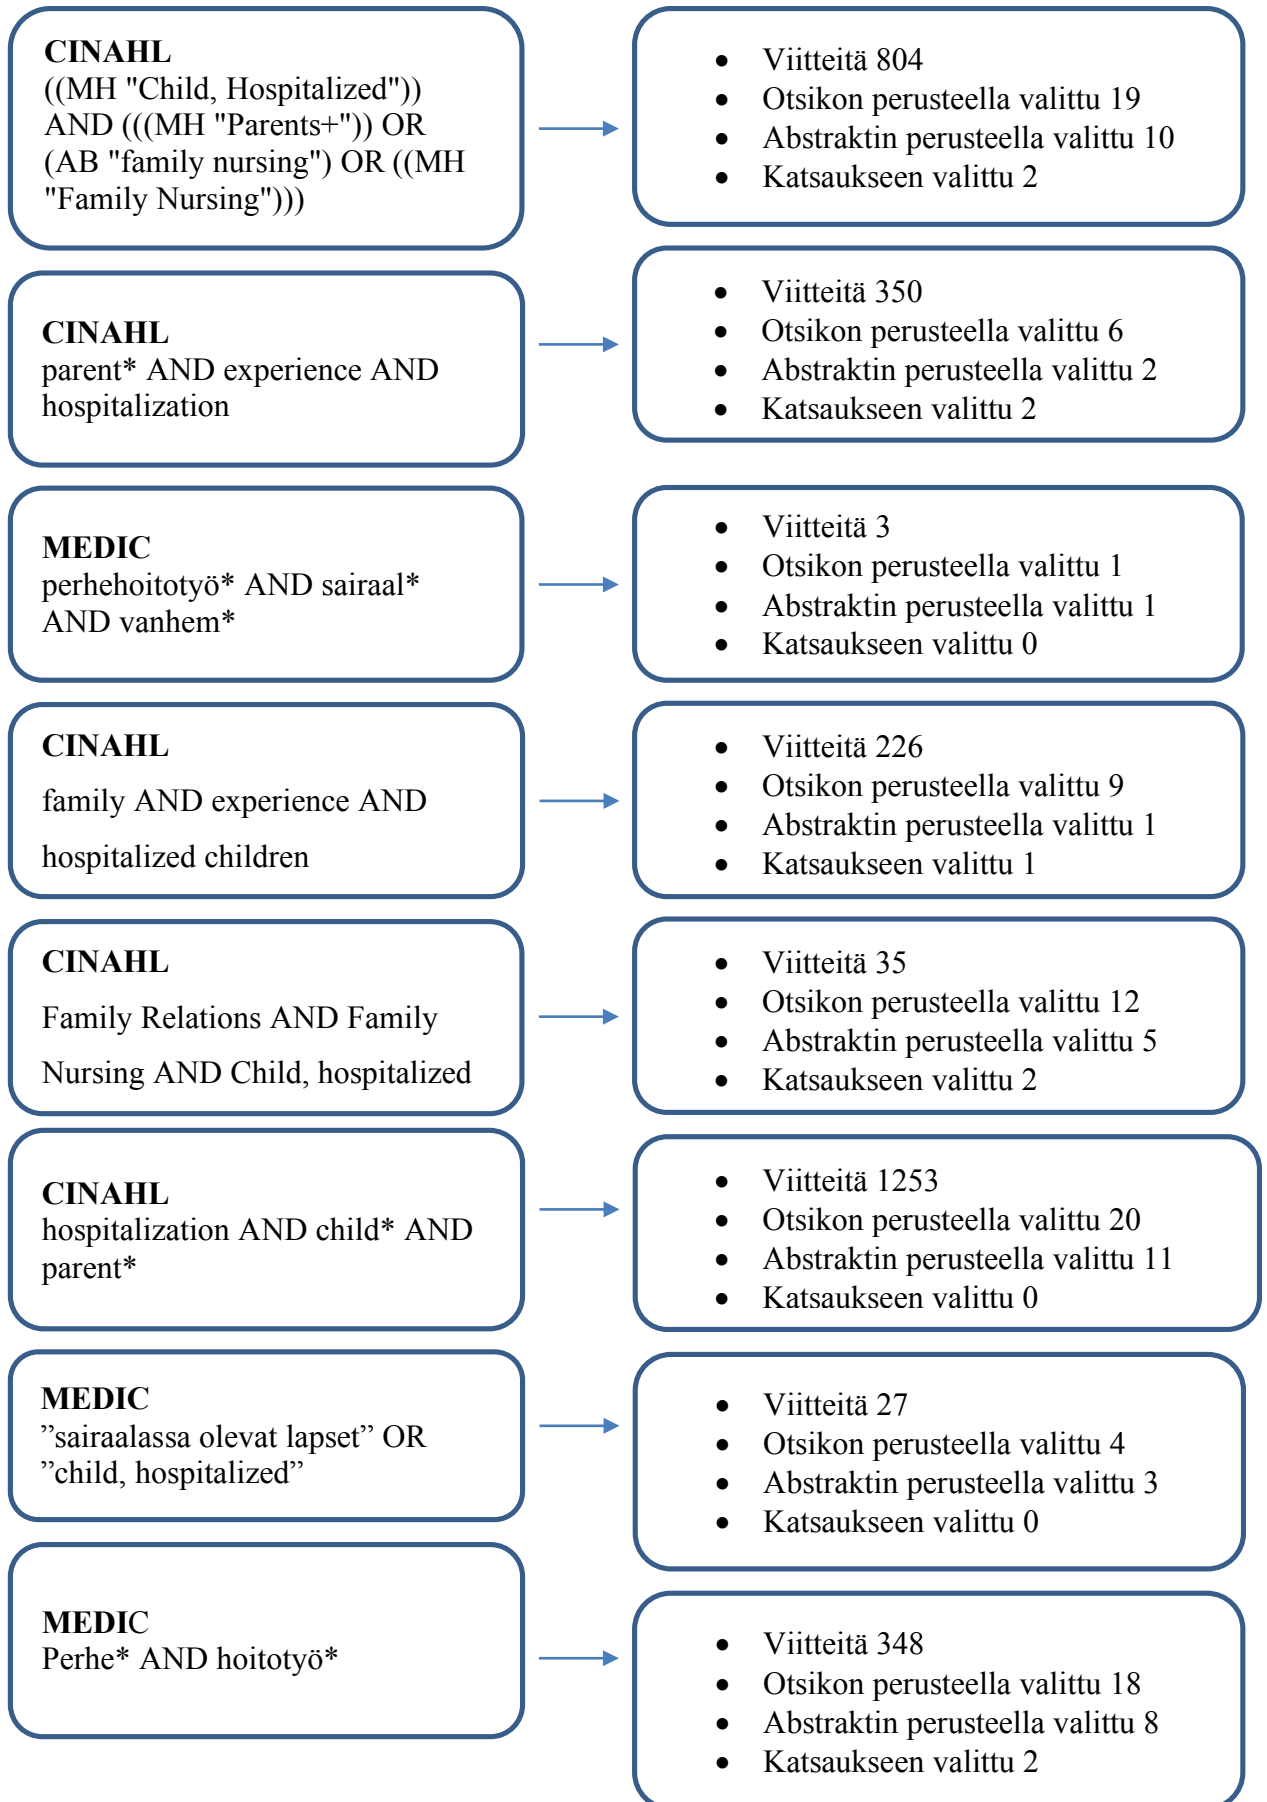 CINAHL
((MH "Child, Hospitalized"))
AND (((MH "Parents+")) OR
(AB "family nursing") OR ((MH
"Family Nursing")))
• Viitteitä 804
• Otsikon perusteella valittu 19
• Abstraktin perusteella valittu 10
• Katsaukseen valittu 2
CINAHL
parent* AND experience AND
hospitalization
• Viitteitä 350
• Otsikon perusteella valittu 6
• Abstraktin perusteella valittu 2
• Katsaukseen valittu 2
MEDIC
perhehoitotyö* AND sairaal*
AND vanhem*
• Viitteitä 3
• Otsikon perusteella valittu 1
• Abstraktin perusteella valittu 1
• Katsaukseen valittu 0
CINAHL
family AND experience AND
hospitalized children
• Viitteitä 226
• Otsikon perusteella valittu 9
• Abstraktin perusteella valittu 1
• Katsaukseen valittu 1
CINAHL
Family Relations AND Family
Nursing AND Child, hospitalized
• Viitteitä 35
• Otsikon perusteella valittu 12
• Abstraktin perusteella valittu 5
• Katsaukseen valittu 2
CINAHL
hospitalization AND child* AND
parent*
• Viitteitä 1253
• Otsikon perusteella valittu 20
• Abstraktin perusteella valittu 11
• Katsaukseen valittu 0
MEDIC
”sairaalassa olevat lapset” OR
”child, hospitalized”
• Viitteitä 27
• Otsikon perusteella valittu 4
• Abstraktin perusteella valittu 3
• Katsaukseen valittu 0
MEDIC
Perhe* AND hoitotyö*
• Viitteitä 348
• Otsikon perusteella valittu 18
• Abstraktin perusteella valittu 8
• Katsaukseen valittu 2